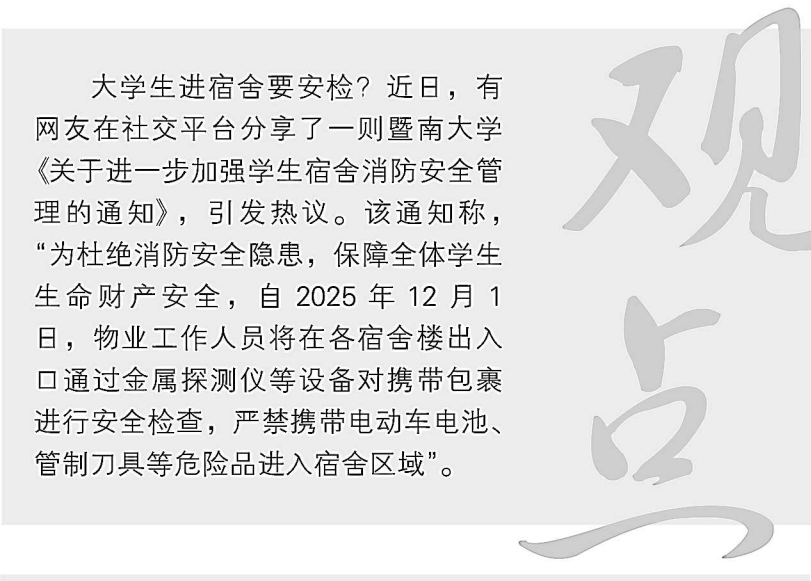 大学生进宿舍要安检？近日，有
网友在社交平台分享了一则暨南大学
《关于进一步加强学生宿舍消防安全管
理的通知》，引发热议。该通知称，
“为杜绝消防安全隐患，保障全体学生
生命财产安全，自 2025 年 12 月 1
日，物业工作人员将在各宿舍楼出入
口通过金属探测仪等设备对携带包裹
进行安全检查，严禁携带电动车电池、
管制刀具等危险品进入宿舍区域”。
观点